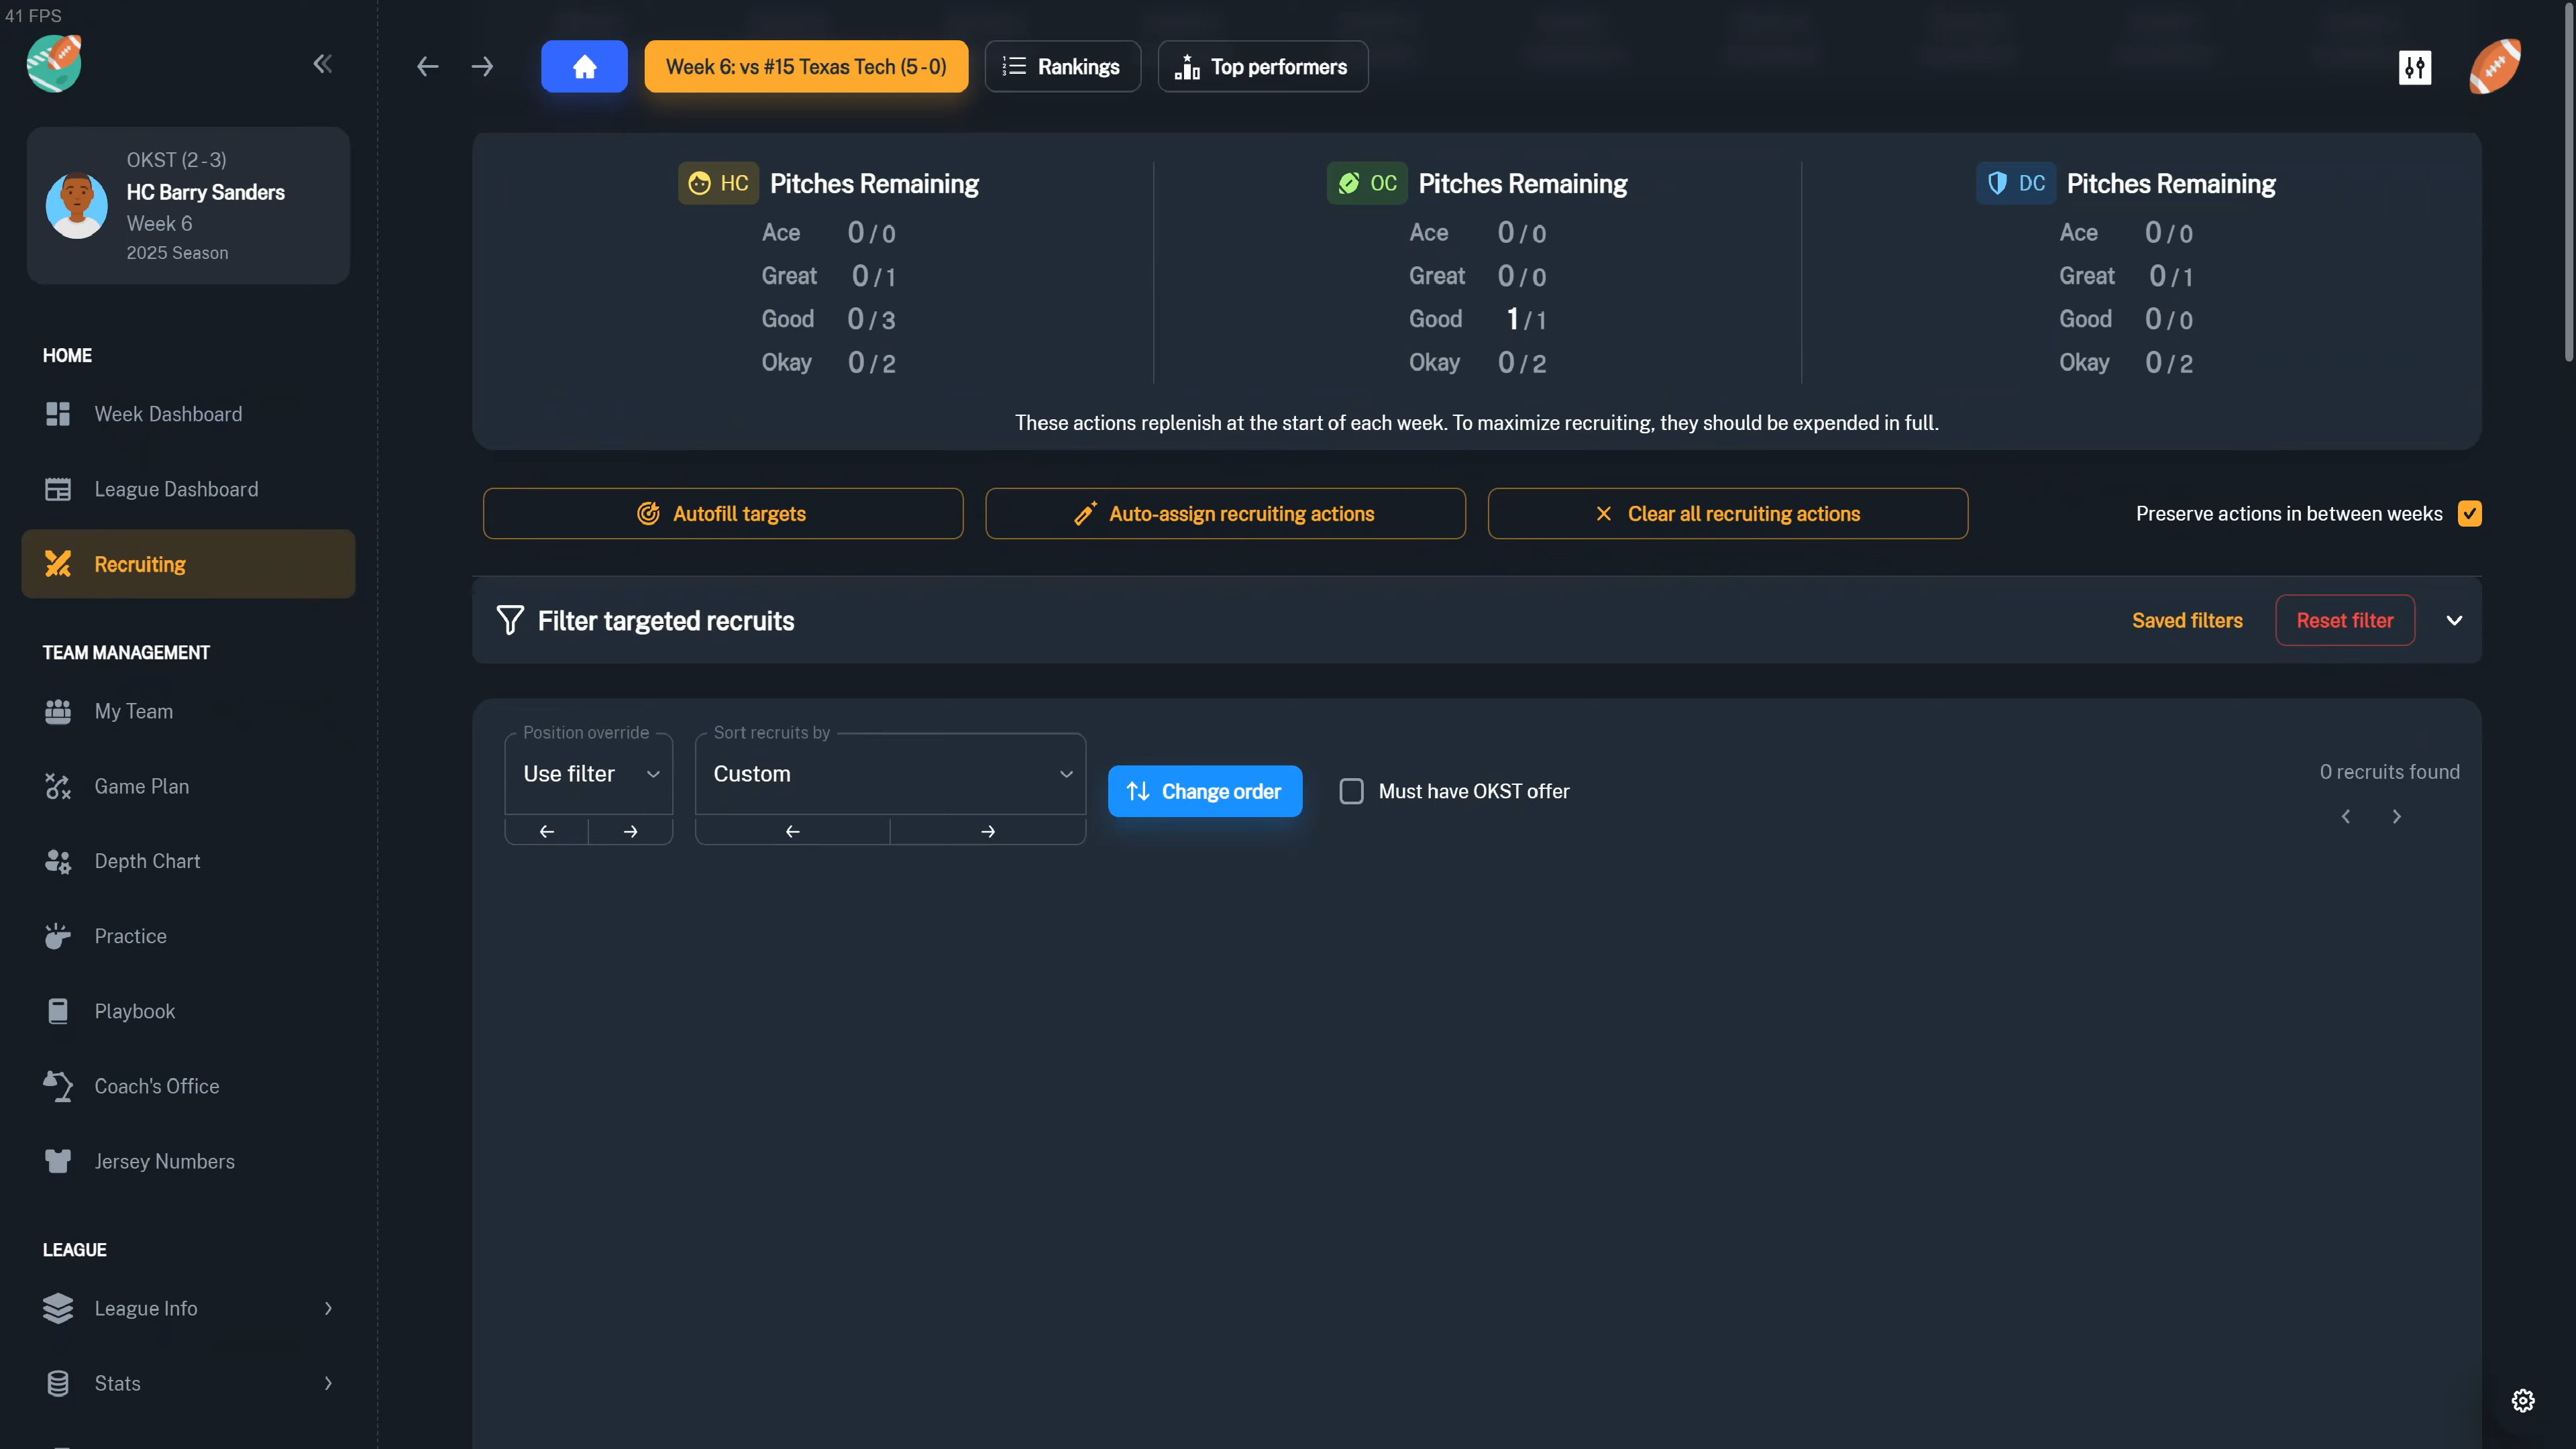 41 FPS
OKST (2-3)
HC Barry Sanders
Week 6
2025 Season
HOME
Week Dashboard
League Dashboard
Recruiting
TEAM MANAGEMENT
My Team
Game Plan
Depth Chart
Practice
Playbook
Coach's Office
Jersey Numbers
LEAGUE
League Info
Stats
Week 6: vs #15 Texas Tech (5-0)
Rankings
Top performers
HC Pitches Remaining
Ace 0/0
Great 0/1
Good 0/3
Okay 0/2
OC Pitches Remaining
Ace 0/0
Great 0/0
Good 1/1
Okay 0/2
DC Pitches Remaining
Ace 0/0
Great 0/1
Good 0/0
Okay 0/2
These actions replenish at the start of each week. To maximize recruiting, they should be expended in full.
Autofill targets
Auto-assign recruiting actions
Clear all recruiting actions
Preserve actions in between weeks
Filter targeted recruits
Saved filters
Reset filter
Position override
Use filter
Sort recruits by
Custom
Change order
Must have OKST offer
0 recruits found